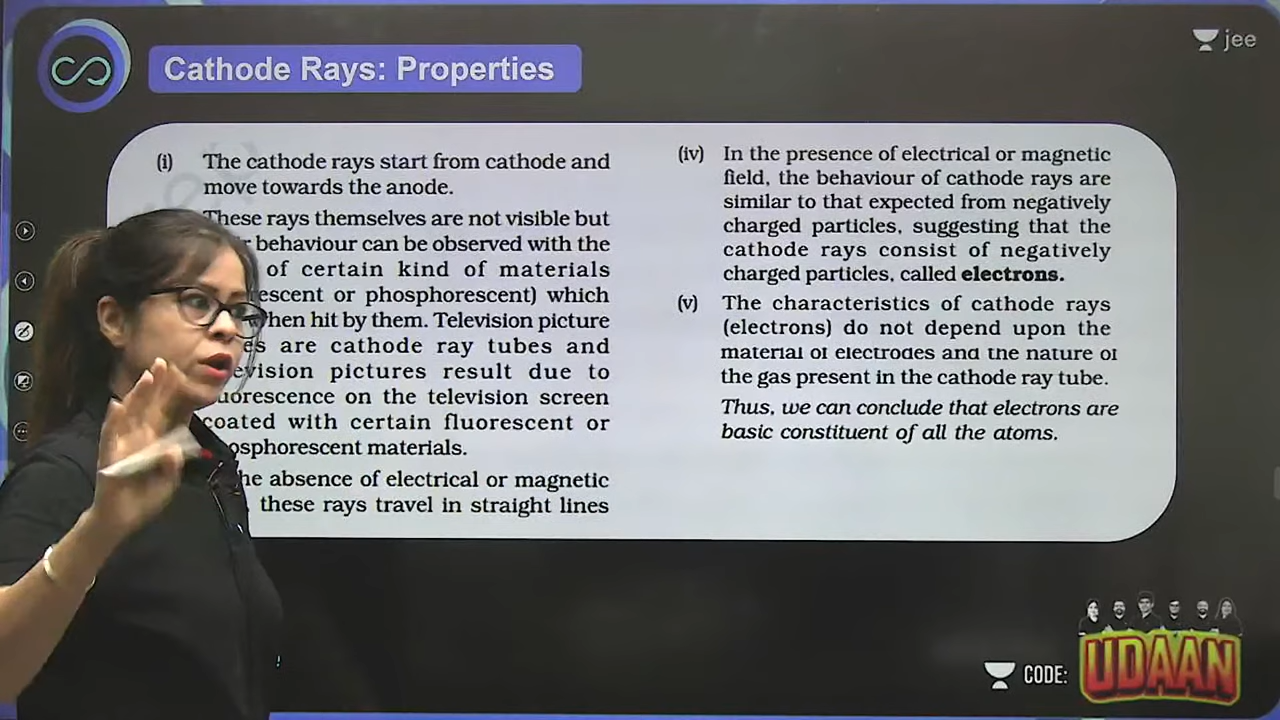 Cathode Rays: Properties
jee
(i) The cathode rays start from cathode and
move towards the anode.
These rays themselves are not visible but
behaviour can be observed with the
of certain kind of materials
or phosphorescent) which
when hit by them. Television picture
are cathode ray tubes and
pictures result due to
on the television screen
coated with certain fluorescent or
materials.
absence of electrical or magnetic
these rays travel in straight lines
(iv) In the presence of electrical or magnetic
field, the behaviour of cathode rays are
similar to that expected from negatively
charged particles, suggesting that the
cathode rays consist of negatively
charged particles, called electrons.
(v) The characteristics of cathode rays
(electrons) do not depend upon the
material of electrodes and the nature of
the gas present in the cathode ray tube.
Thus, we can conclude that electrons are
basic constituent of all the atoms.
CODE: UDAAN